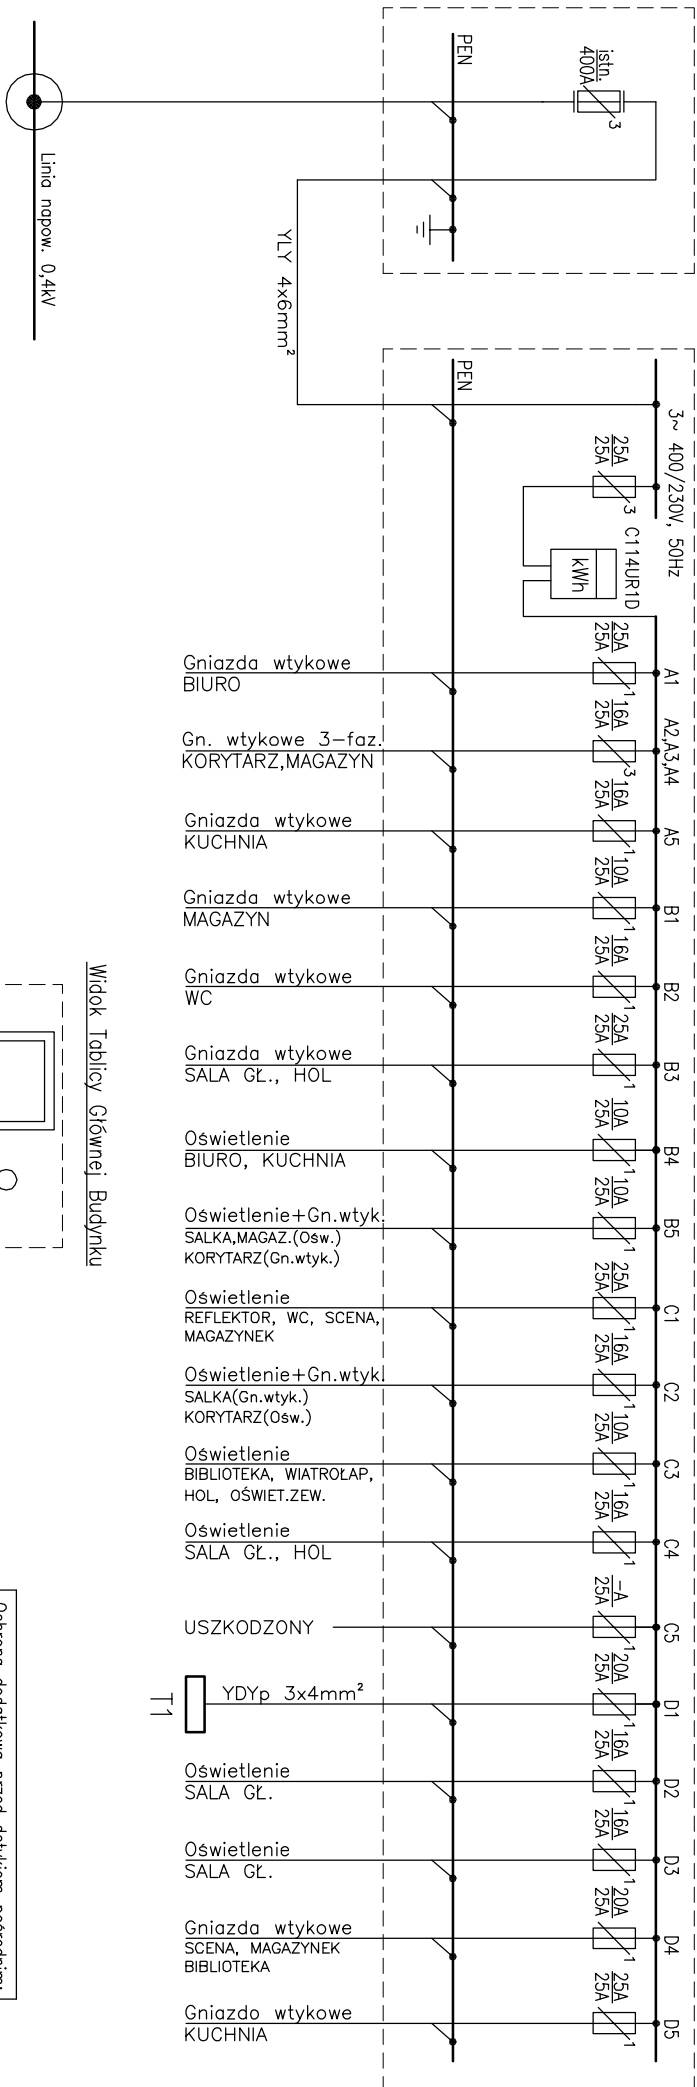 istn.
400A
3
PEN
Linia napow. 0,4kV
YLY 4x6mm²
PEN
3~ 400/230V, 50Hz
25A
25A
3
C114UR1D
kWh
A1
25A
25A
1
Gniazda wtykowe
BIURO
A2,A3,A4
16A
25A
3
Gn. wtykowe 3-faz.
KORYTARZ,MAGAZYN
A5
16A
25A
1
Gniazda wtykowe
KUCHNIA
B1
10A
25A
1
Gniazda wtykowe
MAGAZYN
B2
16A
25A
1
Gniazda wtykowe
WC
B3
25A
25A
1
Gniazda wtykowe
SALA GŁ., HOL
B4
10A
25A
1
Oświetlenie
BIURO, KUCHNIA
B5
10A
25A
1
Oświetlenie+Gn.wtyk.
SALKA,MAGAZ.(Ośw.)
KORYTARZ(Gn.wtyk.)
C1
25A
25A
1
Oświetlenie
REFLEKTOR, WC, SCENA,
MAGAZYNEK
C2
16A
25A
1
Oświetlenie+Gn.wtyk.
SALKA(Gn.wtyk.)
KORYTARZ(Ośw.)
C3
10A
25A
1
Oświetlenie
BIBLIOTEKA, WIATROŁAP,
HOL, OŚWIET.ZEW.
C4
16A
25A
1
Oświetlenie
SALA GŁ., HOL
C5
-A
25A
1
USZKODZONY
D1
20A
25A
1
YDYp 3x4mm²
T1
D2
16A
25A
1
Oświetlenie
SALA GŁ.
D3
16A
25A
1
Oświetlenie
SALA GŁ.
D4
20A
25A
1
Gniazda wtykowe
SCENA, MAGAZYNEK
BIBLIOTEKA
D5
25A
25A
1
Gniazdo wtykowe
KUCHNIA
Widok Tablicy Głównej Budynku
Ochrona dodatkowa przed dotykiem pośrednim: